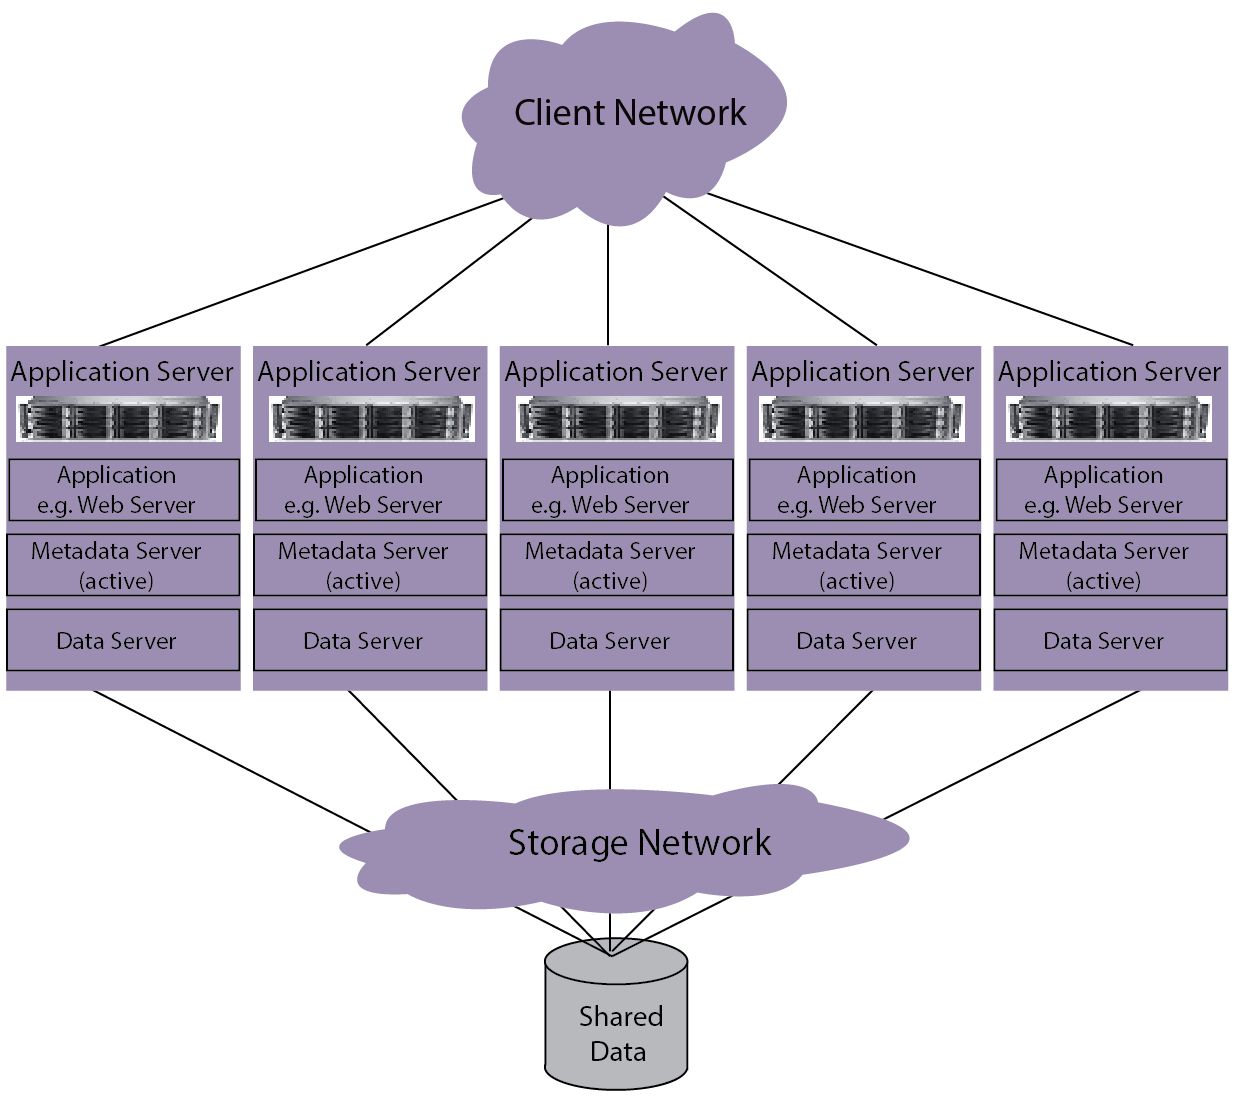 Client Network
Application Server
Application
e.g. Web Server
Metadata Server
(active)
Data Server
Application Server
Application
e.g. Web Server
Metadata Server
(active)
Data Server
Application Server
Application
e.g. Web Server
Metadata Server
(active)
Data Server
Application Server
Application
e.g. Web Server
Metadata Server
(active)
Data Server
Application Server
Application
e.g. Web Server
Metadata Server
(active)
Data Server
Storage Network
Shared
Data